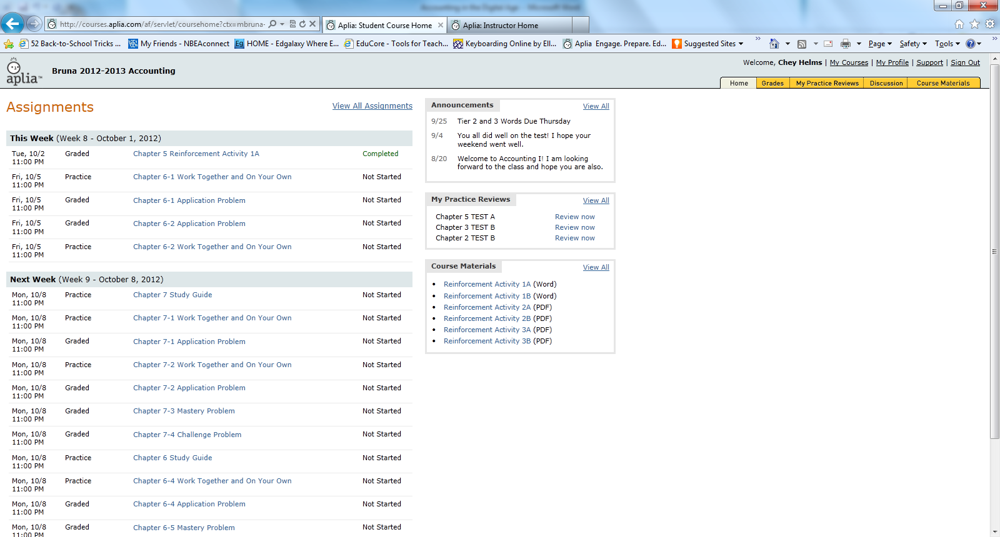 http://courses.aplia.com/af/servlet/coursehome?ctx=mbruna-
Aplia: Student Course Home
Aplia: Instructor Home
52 Back-to-School Tricks ...
My Friends - NBEAconnect
Eg HOME - Edgalaxy Where E...
EduCore - Tools for Teach...
Keyboarding Online by Ell...
Aplia Engage. Prepare. Ed...
Suggested Sites
Page
Safety
Tools
aplia™
Bruna 2012-2013 Accounting
Welcome, Chey Helms | My Courses | My Profile | Support | Sign Out
Home
Grades
My Practice Reviews
Discussion
Course Materials
Assignments
View All Assignments
This Week (Week 8 - October 1, 2012)
Tue, 10/2 Graded Chapter 5 Reinforcement Activity 1A Completed
11:00 PM
Fri, 10/5 Practice Chapter 6-1 Work Together and On Your Own Not Started
11:00 PM
Fri, 10/5 Graded Chapter 6-1 Application Problem Not Started
11:00 PM
Fri, 10/5 Graded Chapter 6-2 Application Problem Not Started
11:00 PM
Fri, 10/5 Practice Chapter 6-2 Work Together and On Your Own Not Started
11:00 PM
Next Week (Week 9 - October 8, 2012)
Mon, 10/8 Practice Chapter 7 Study Guide Not Started
11:00 PM
Mon, 10/8 Practice Chapter 7-1 Work Together and On Your Own Not Started
11:00 PM
Mon, 10/8 Graded Chapter 7-1 Application Problem Not Started
11:00 PM
Mon, 10/8 Practice Chapter 7-2 Work Together and On Your Own Not Started
11:00 PM
Mon, 10/8 Graded Chapter 7-2 Application Problem Not Started
11:00 PM
Mon, 10/8 Graded Chapter 7-3 Mastery Problem Not Started
11:00 PM
Mon, 10/8 Graded Chapter 7-4 Challenge Problem Not Started
11:00 PM
Mon, 10/8 Practice Chapter 6 Study Guide Not Started
11:00 PM
Mon, 10/8 Practice Chapter 6-4 Work Together and On Your Own Not Started
11:00 PM
Mon, 10/8 Graded Chapter 6-4 Application Problem Not Started
11:00 PM
Mon, 10/8 Graded Chapter 6-5 Mastery Problem Not Started
11:00 PM
Announcements
View All
9/25 Tier 2 and 3 Words Due Thursday
9/4 You all did well on the test! I hope your
weekend went well.
8/20 Welcome to Accounting I! I am looking
forward to the class and hope you are also.
My Practice Reviews
View All
Chapter 5 TEST A Review now
Chapter 3 TEST B Review now
Chapter 2 TEST B Review now
Course Materials
View All
• Reinforcement Activity 1A (Word)
• Reinforcement Activity 1B (Word)
• Reinforcement Activity 2A (PDF)
• Reinforcement Activity 2B (PDF)
• Reinforcement Activity 3A (PDF)
• Reinforcement Activity 3B (PDF)